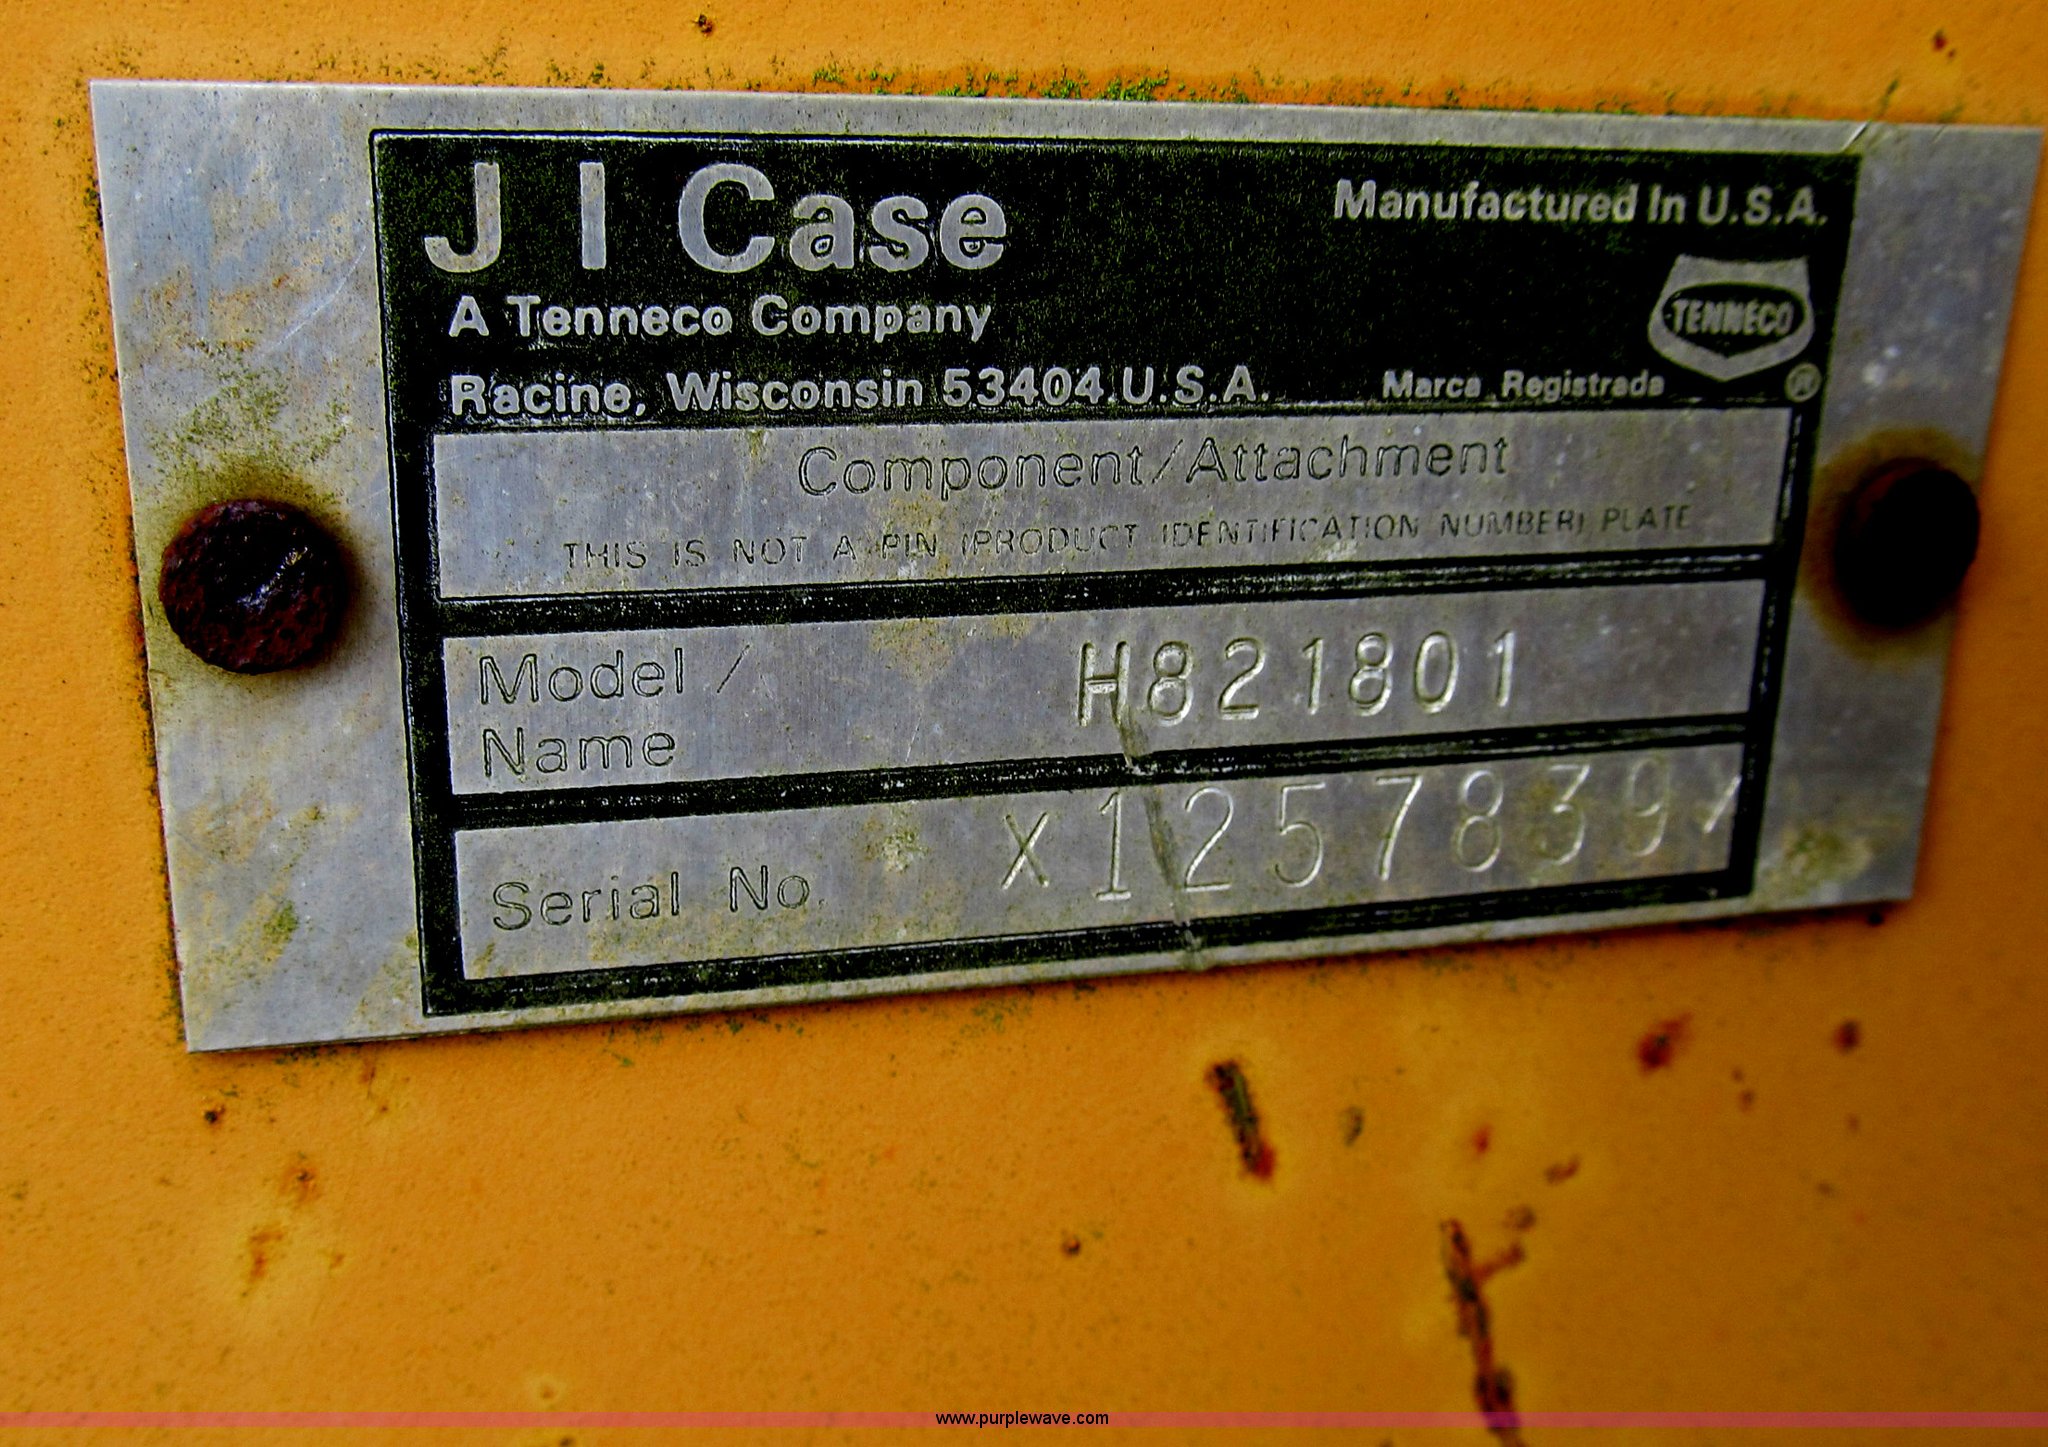 J I Case
Manufactured In U.S.A.
A Tenneco Company
TENNECO
Racine, Wisconsin 53404 U.S.A.
Marca Registrada ®
Component/Attachment
THIS IS NOT A PIN (PRODUCT IDENTIFICATION NUMBER) PLATE
Model / H821801
Name
Serial No. X1257839X
www.purplewave.com